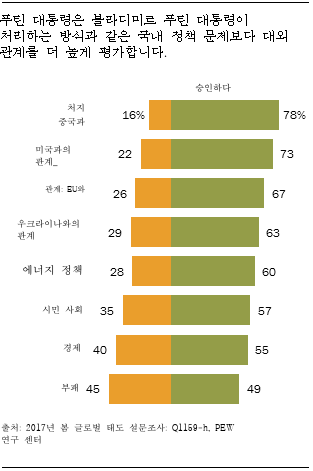 푸틴 대통령은 블라디미르 푸틴 대통령이
처리하는 방식과 같은 국내 정책 문제보다 대외
관계를 더 높게 평가합니다.
승인하다
처지
중국과
16%
78%
미국과의
관계_
22
73
관계: EU와
26
67
우크라이나와의
관계
29
63
에너지 정책
28
60
시민 사회
35
57
경제
40
55
부패
45
49
출처: 2017년 봄 글로벌 태도 설문조사: Q1159-h, PEW
연구 센터